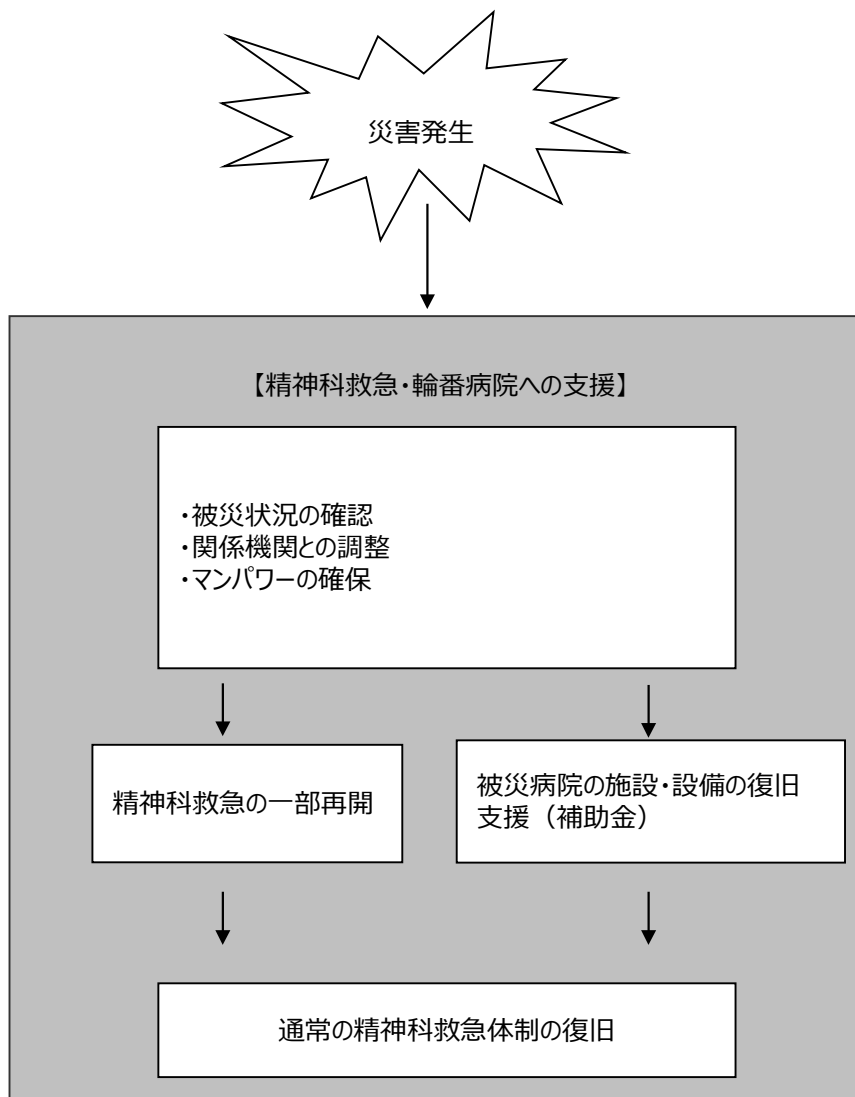 災害発生
【精神科救急・輪番病院への支援】
・被災状況の確認
・関係機関との調整
・マンパワーの確保
精神科救急の一部再開
被災病院の施設・設備の復旧
支援（補助金）
通常の精神科救急体制の復旧